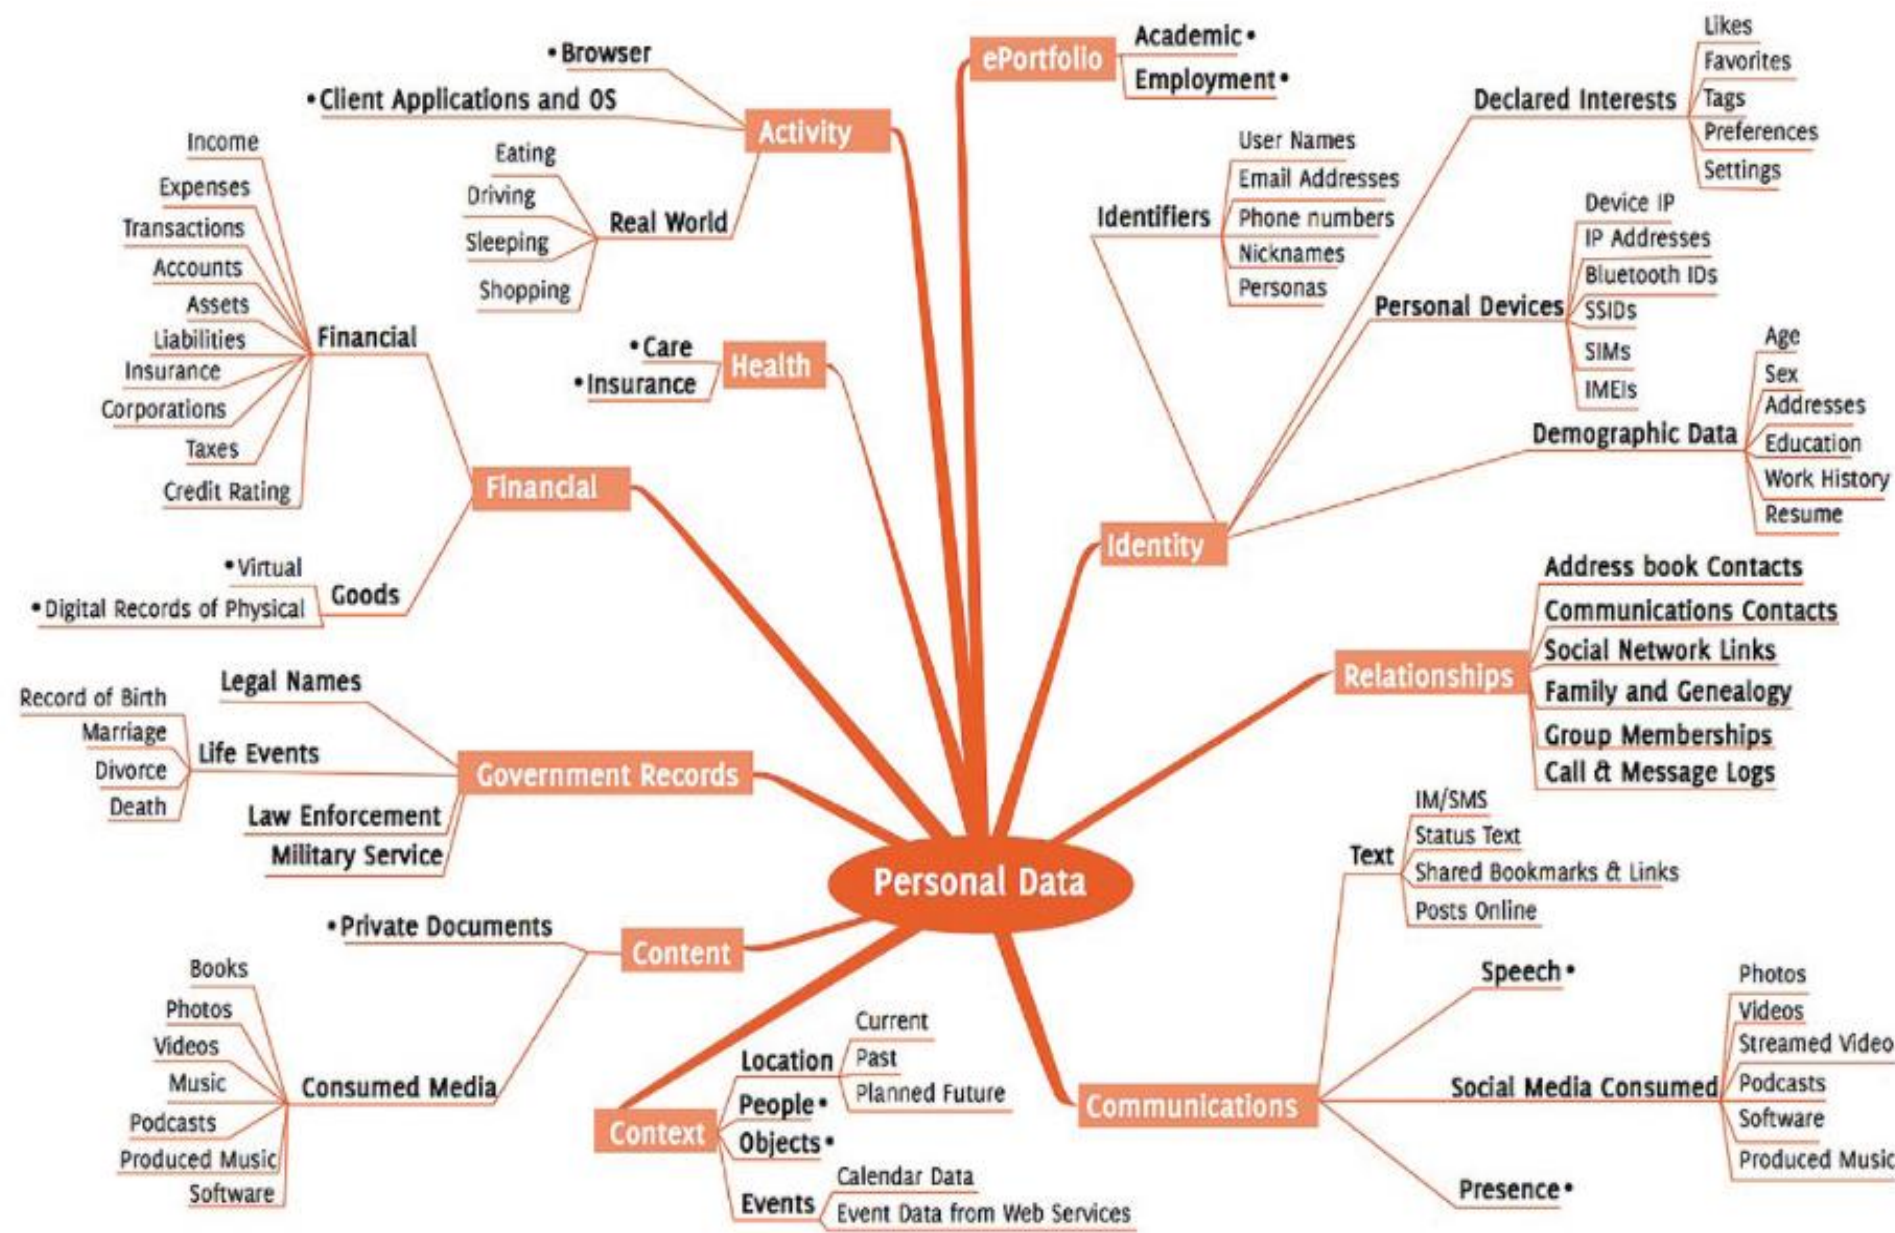 ePortfolio
Academic •
Employment •
• Browser
• Client Applications and OS
Activity
Eating
Driving
Sleeping
Shopping
Real World
• Care
• Insurance
Health
Income
Expenses
Transactions
Accounts
Assets
Liabilities
Insurance
Corporations
Taxes
Credit Rating
Financial
Financial
• Virtual
• Digital Records of Physical
Goods
Legal Names
Record of Birth
Marriage
Divorce
Death
Life Events
Law Enforcement
Military Service
Government Records
Personal Data
• Private Documents
Content
Books
Photos
Videos
Music
Podcasts
Produced Music
Software
Consumed Media
Context
Location
Current
Past
Planned Future
People •
Objects •
Events
Calendar Data
Event Data from Web Services
Identity
Identifiers
User Names
Email Addresses
Phone numbers
Nicknames
Personas
Declared Interests
Likes
Favorites
Tags
Preferences
Settings
Personal Devices
Device IP
IP Addresses
Bluetooth IDs
SSIDs
SIMs
IMEIs
Demographic Data
Age
Sex
Addresses
Education
Work History
Resume
Relationships
Address book Contacts
Communications Contacts
Social Network Links
Family and Genealogy
Group Memberships
Call & Message Logs
Communications
Text
IM/SMS
Status Text
Shared Bookmarks & Links
Posts Online
Speech •
Social Media Consumed
Photos
Videos
Streamed Video
Podcasts
Software
Produced Music
Presence •